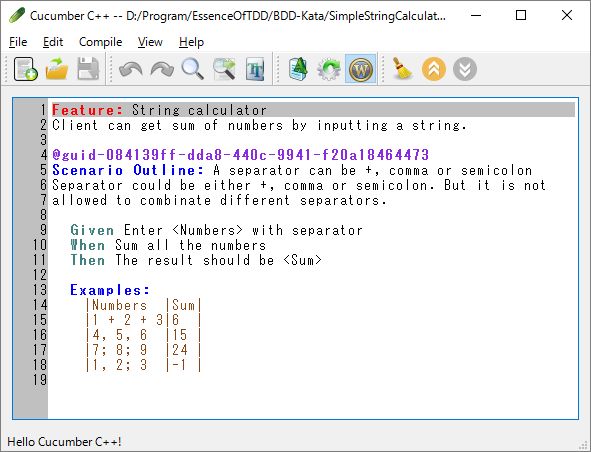 Cucumber C++ -- D:/Program/EssenceOfTDD/BDD-Kata/SimpleStringCalculat...
File Edit Compile View Help
1 Feature: String calculator
2 Client can get sum of numbers by inputting a string.
3
4 @guid-084139ff-dda8-440c-9941-f20a18464473
5 Scenario Outline: A separator can be +, comma or semicolon
6 Separator could be either +, comma or semicolon. But it is not
7 allowed to combinate different separators.
8
9 Given Enter <Numbers> with separator
10 When Sum all the numbers
11 Then The result should be <Sum>
12
13 Examples:
14 |Numbers |Sum|
15 |1 + 2 + 3|6 |
16 |4, 5, 6 |15 |
17 |7; 8; 9 |24 |
18 |1, 2; 3 |-1 |
19
Hello Cucumber C++!